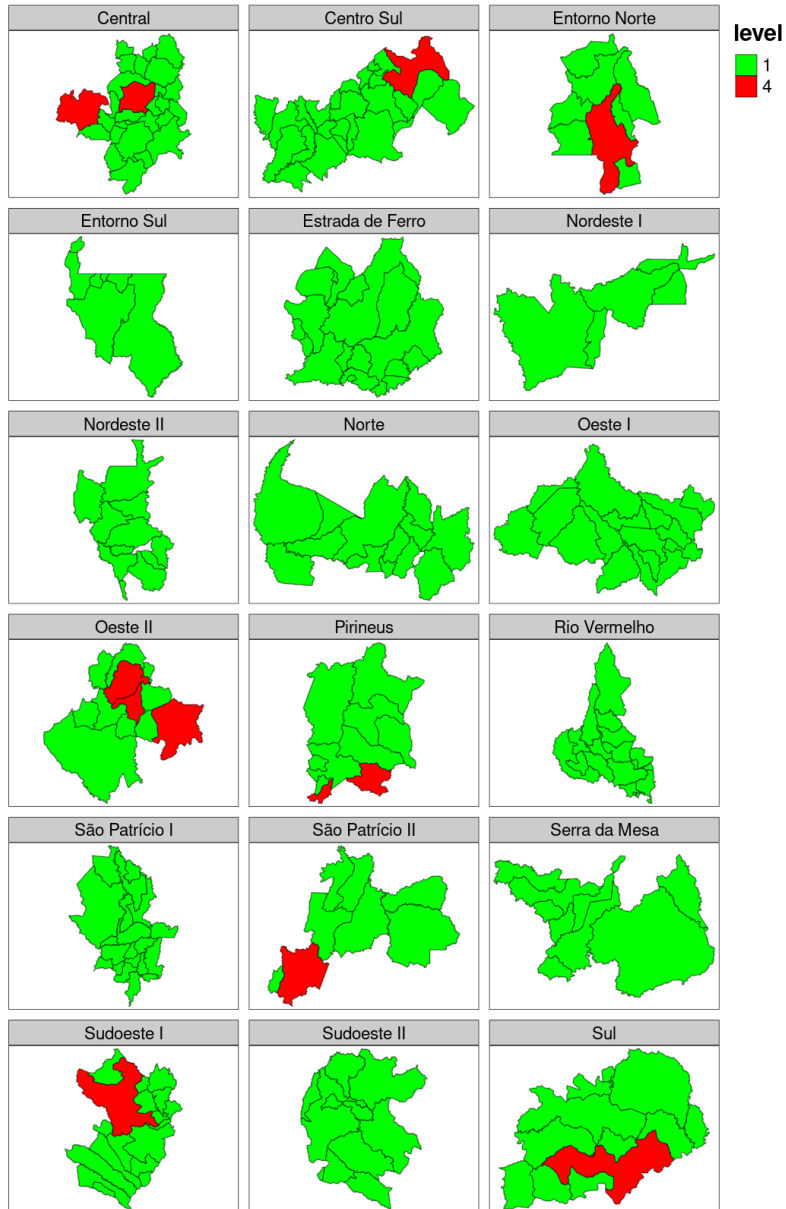 Central
Centro Sul
Entorno Norte
level
1
4
Entorno Sul
Estrada de Ferro
Nordeste I
Nordeste II
Norte
Oeste I
Oeste II
Pirineus
Rio Vermelho
São Patrício I
São Patrício II
Serra da Mesa
Sudoeste I
Sudoeste II
Sul